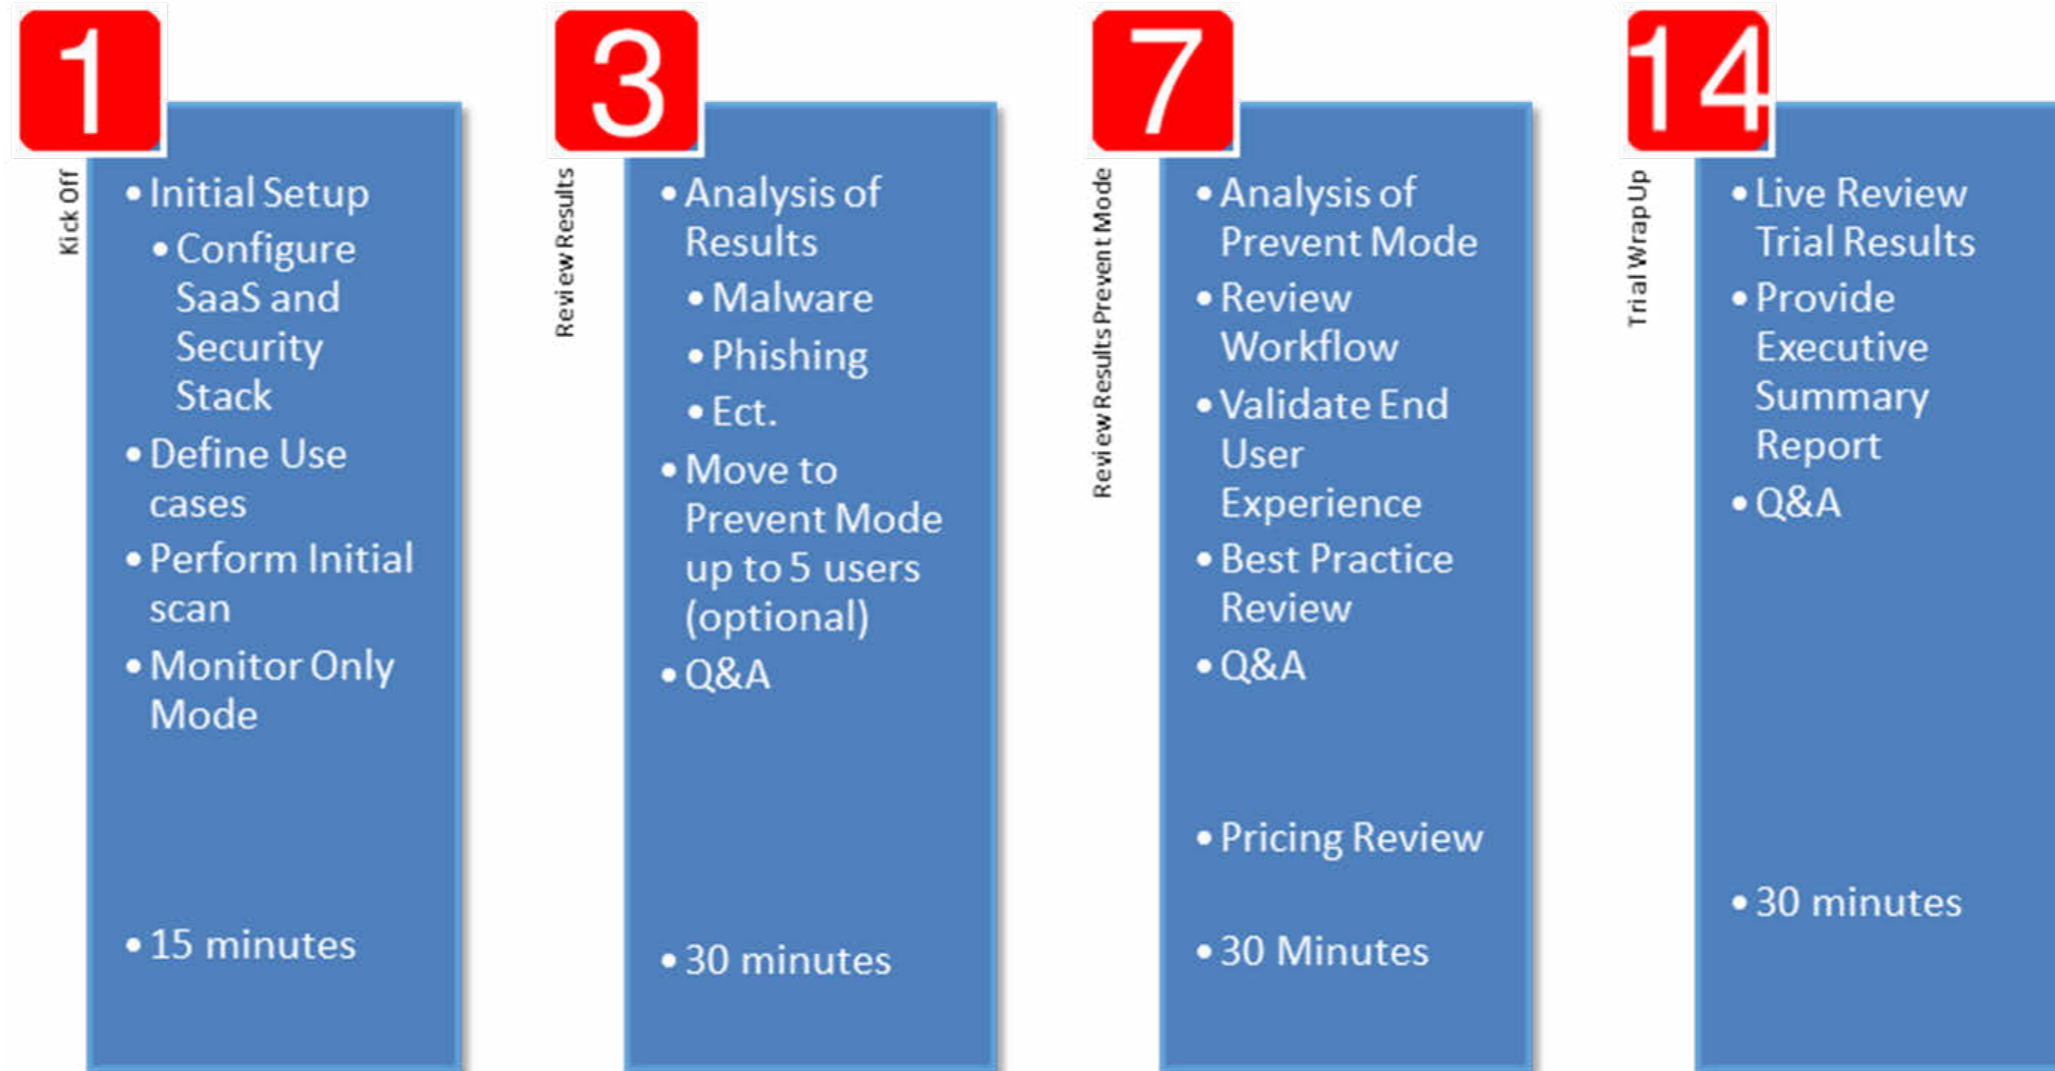 1
Kick Off
• Initial Setup
• Configure
SaaS and
Security
Stack
• Define Use
cases
• Perform Initial
scan
• Monitor Only
Mode
• 15 minutes
3
Review Results
• Analysis of
Results
• Malware
• Phishing
• Ect.
• Move to
Prevent Mode
up to 5 users
(optional)
• Q&A
• 30 minutes
7
Review Results Prevent Mode
• Analysis of
Prevent Mode
• Review
Workflow
• Validate End
User
Experience
• Best Practice
Review
• Q&A
• Pricing Review
• 30 Minutes
14
Trial Wrap Up
• Live Review
Trial Results
• Provide
Executive
Summary
Report
• Q&A
• 30 minutes